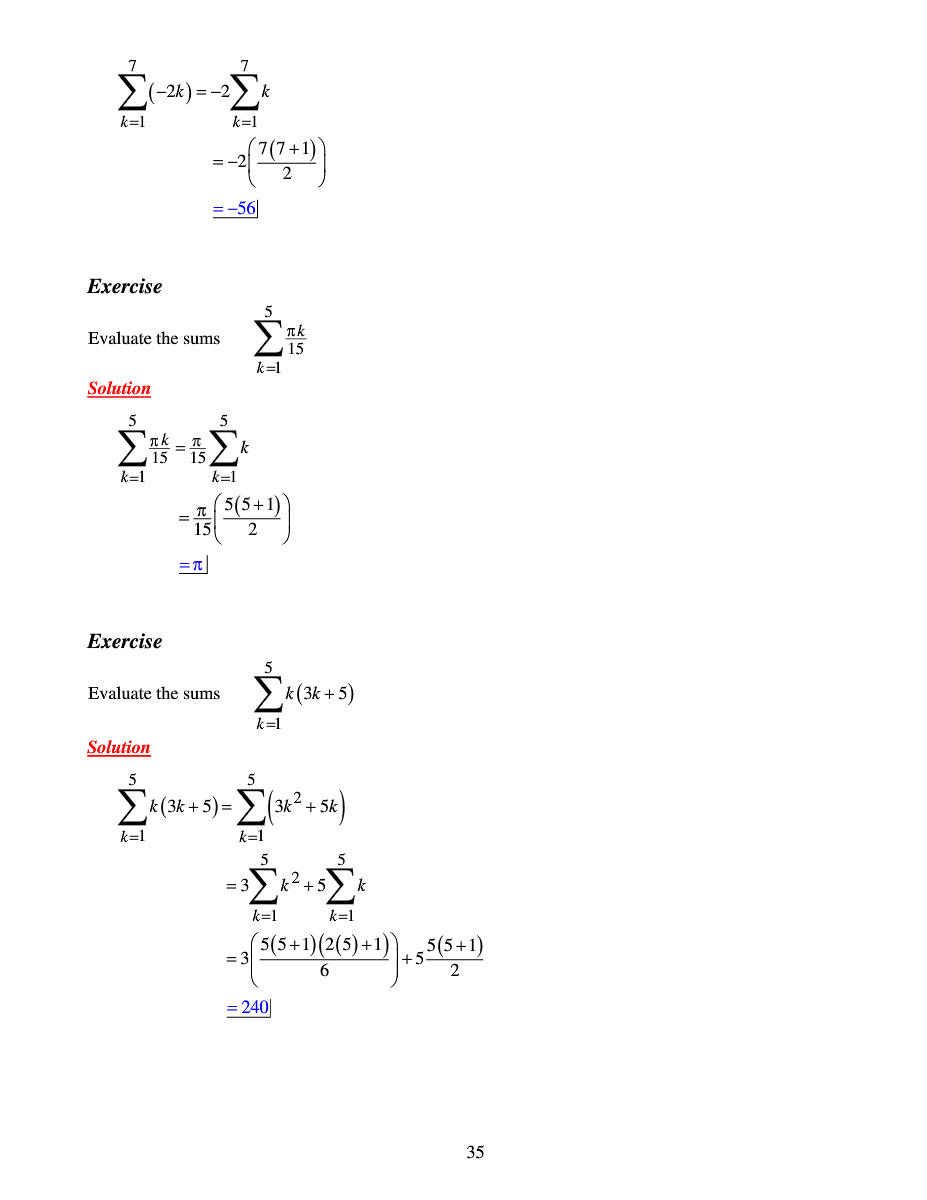 $\sum_{k=1}^{7} (-2k) = -2\sum_{k=1}^{7} k$
$= -2\left(\frac{7(7+1)}{2}\right)$
$= -56$
Exercise
Evaluate the sums $\sum_{k=1}^{5} \frac{\pi k}{15}$
Solution
$\sum_{k=1}^{5} \frac{\pi k}{15} = \frac{\pi}{15}\sum_{k=1}^{5} k$
$= \frac{\pi}{15}\left(\frac{5(5+1)}{2}\right)$
$= \pi$
Exercise
Evaluate the sums $\sum_{k=1}^{5} k(3k+5)$
Solution
$\sum_{k=1}^{5} k(3k+5) = \sum_{k=1}^{5} \left(3k^2+5k\right)$
$= 3\sum_{k=1}^{5} k^2 + 5\sum_{k=1}^{5} k$
$= 3\left(\frac{5(5+1)(2(5)+1)}{6}\right) + 5\frac{5(5+1)}{2}$
$= 240$
35